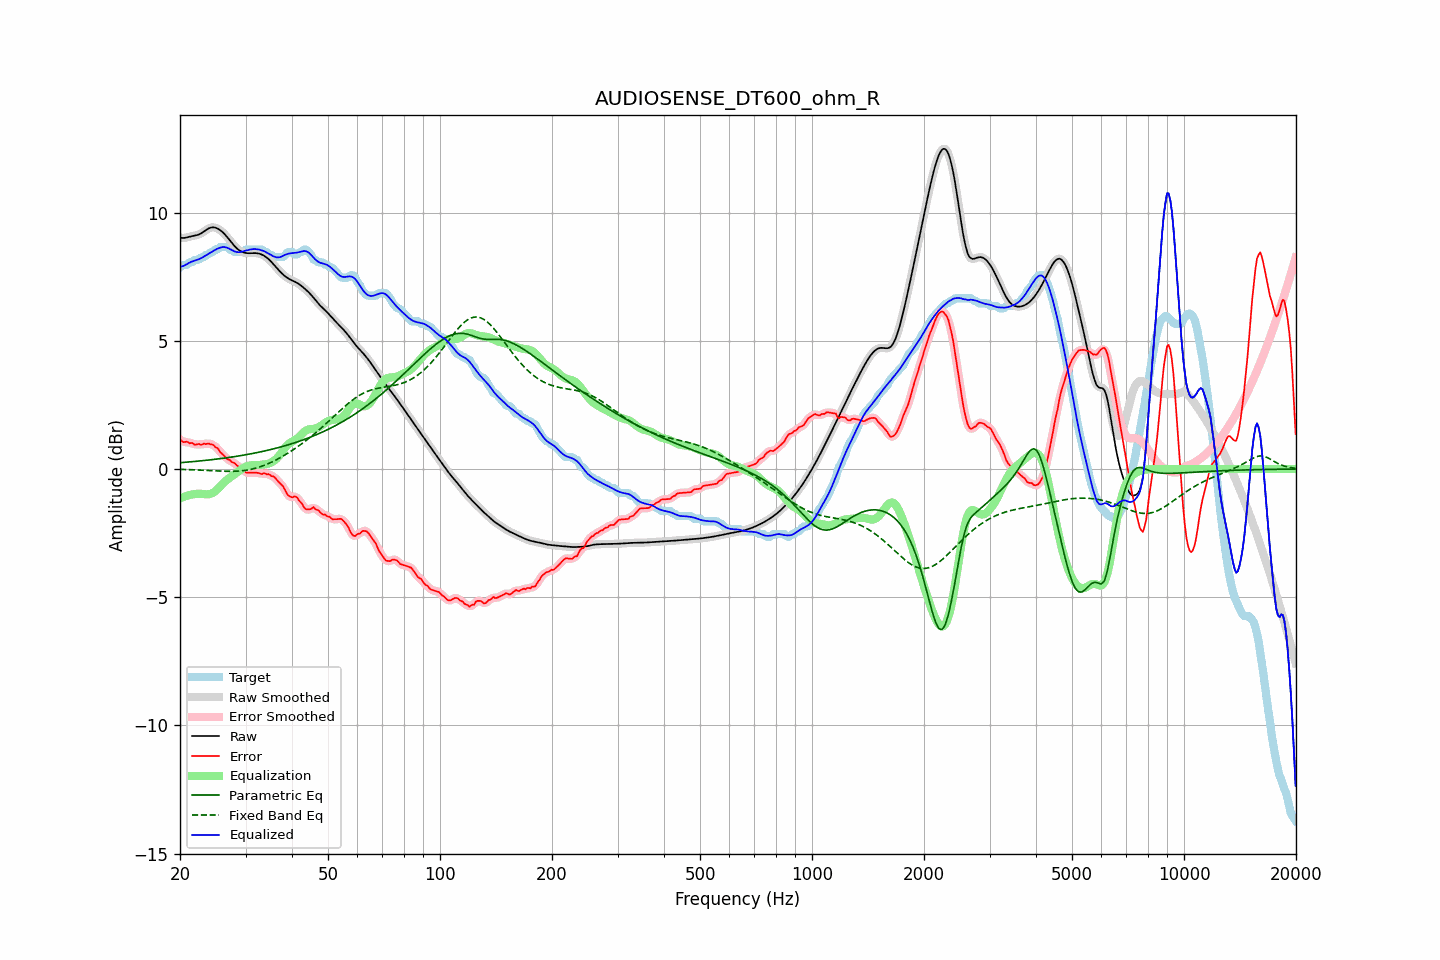 AUDIOSENSE_DT600_ohm_R
Amplitude (dBr)
10
5
0
−5
−10
−15
Target
Raw Smoothed
Error Smoothed
Raw
Error
Equalization
Parametric Eq
Fixed Band Eq
Equalized
20
50
100
200
500
1000
2000
5000
10000
20000
Frequency (Hz)